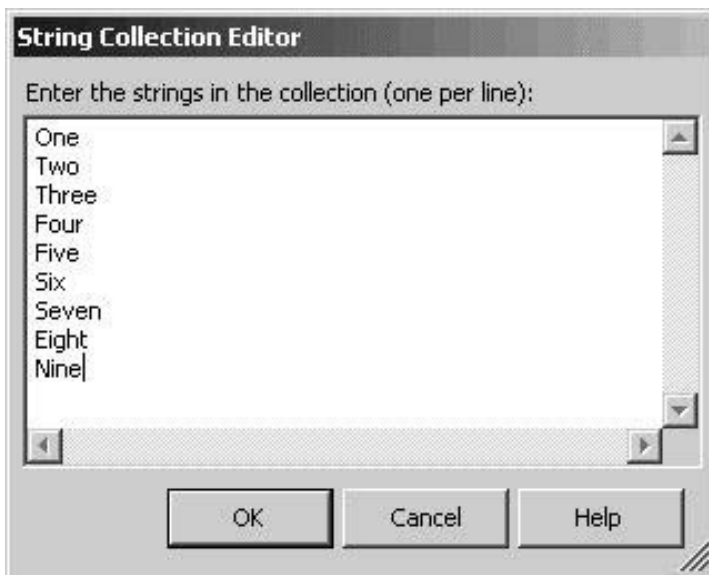 String Collection Editor
Enter the strings in the collection (one per line):
One
Two
Three
Four
Five
Six
Seven
Eight
Nine
OK Cancel Help